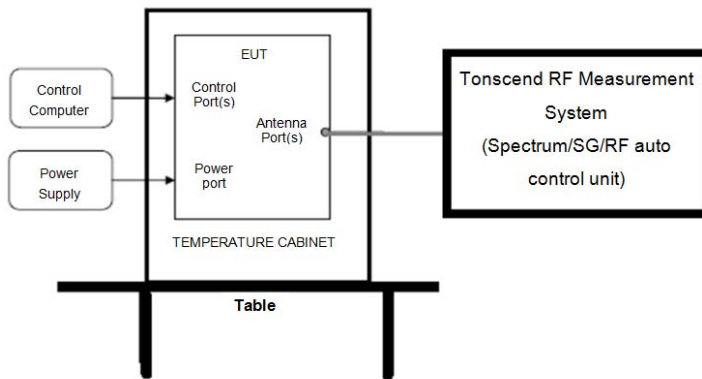 EUT
Control
Computer
Control
Port(s)
Antenna
Port(s)
Power
Supply
Power
port
TEMPERATURE CABINET
Table
Tonscend RF Measurement
System
(Spectrum/SG/RF auto
control unit)